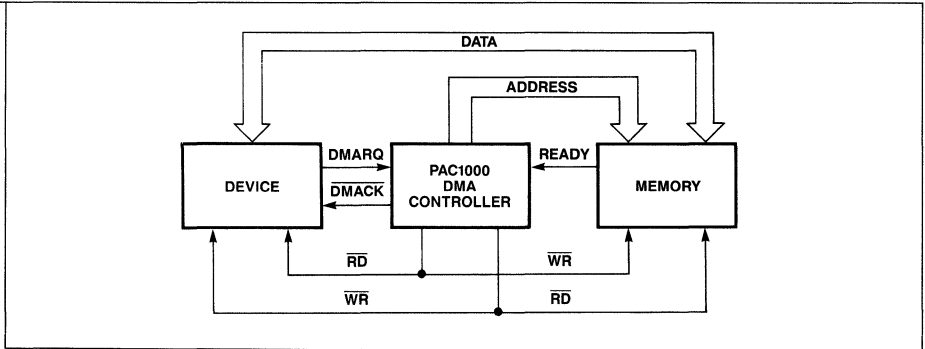 DATA
ADDRESS
DMARQ
READY
DEVICE
DMACK
PAC1000
DMA
CONTROLLER
MEMORY
RD
WR
WR
RD